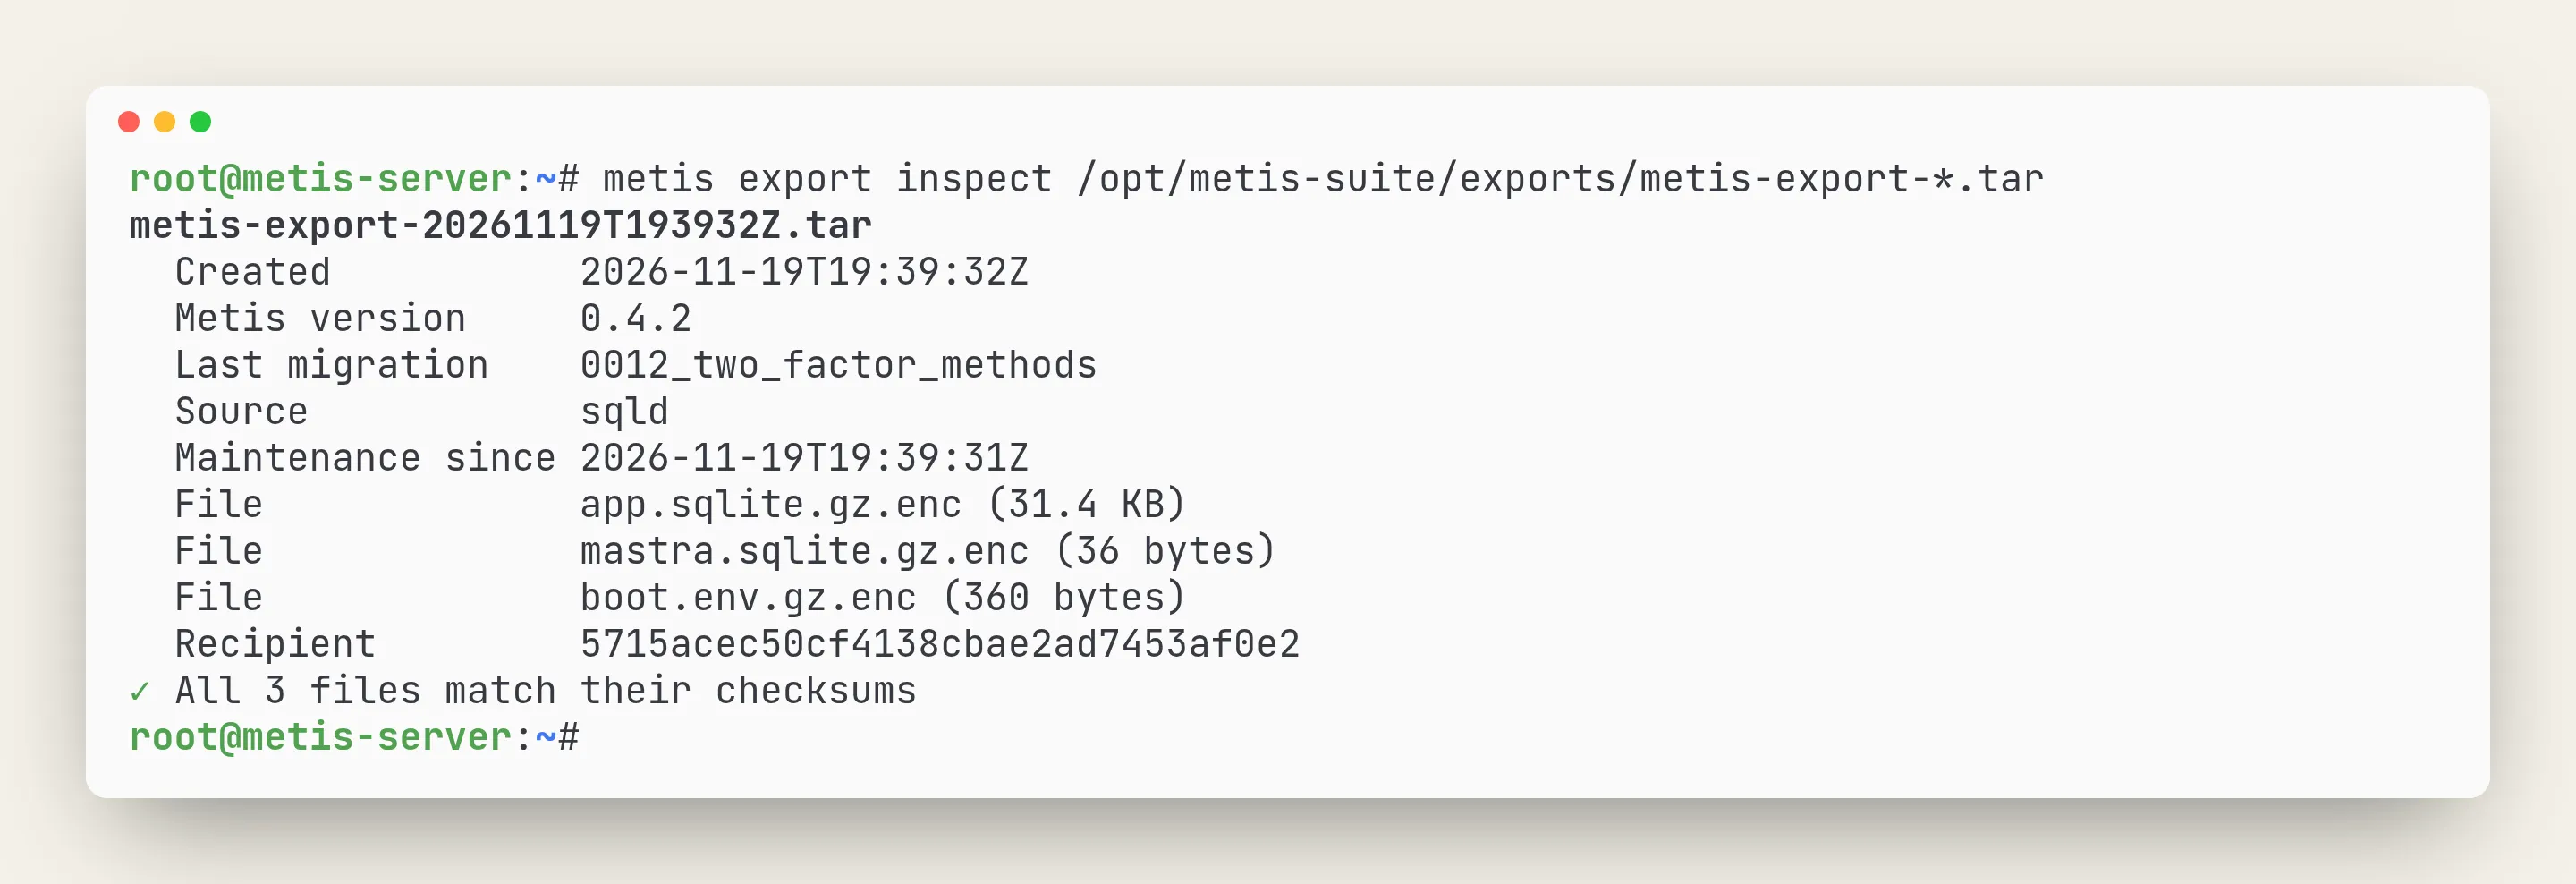 root@metis-server:~# metis export inspect /opt/metis-suite/exports/metis-export-*.tar
metis-export-20261119T193932Z.tar
  Created           2026-11-19T19:39:32Z
  Metis version     0.4.2
  Last migration    0012_two_factor_methods
  Source            sqld
  Maintenance since 2026-11-19T19:39:31Z
  File              app.sqlite.gz.enc (31.4 KB)
  File              mastra.sqlite.gz.enc (36 bytes)
  File              boot.env.gz.enc (360 bytes)
  Recipient         5715acec50cf4138cbae2ad7453af0e2
✓ All 3 files match their checksums
root@metis-server:~#